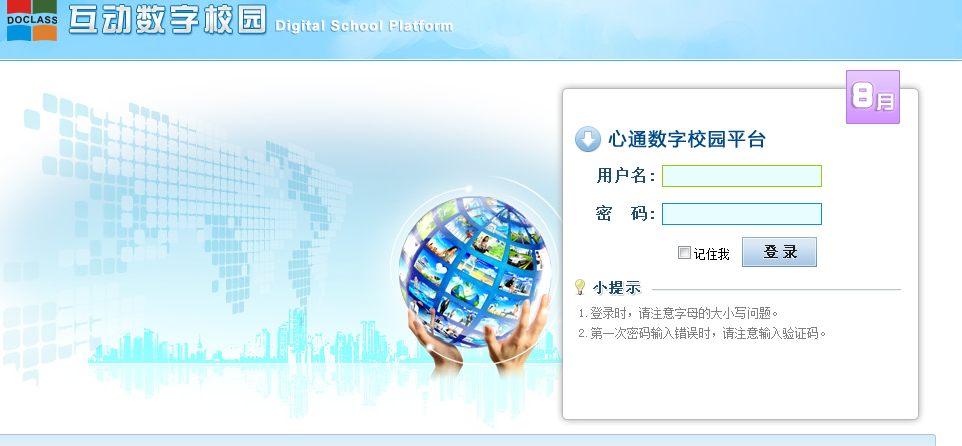 DOCLASS
互动数字校园 Digital School Platform
8月
心通数字校园平台
用户名：
密 码：
记住我 登 录
小提示
1. 登录时，请注意字母的大小写问题。
2. 第一次密码输入错误时，请注意输入验证码。